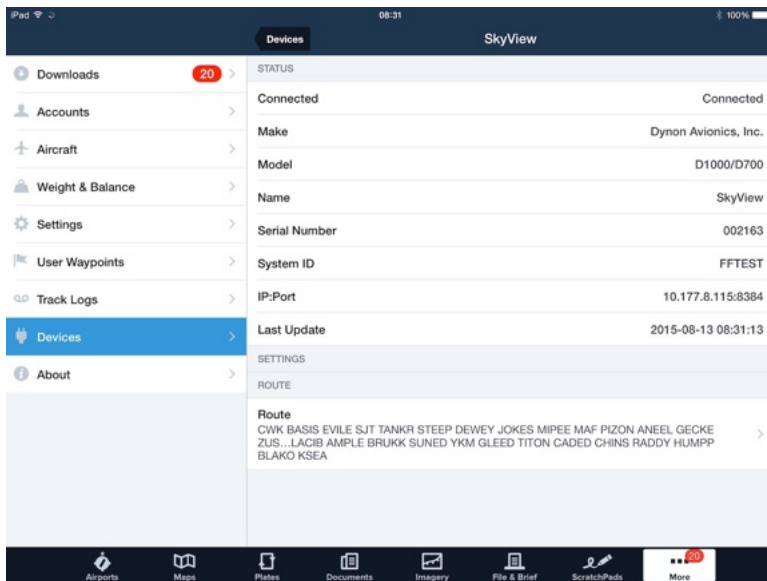 iPad 08:31 100%
Devices SkyView
Downloads 20
Accounts
Aircraft
Weight & Balance
Settings
User Waypoints
Track Logs
Devices
About
STATUS
Connected Connected
Make Dynon Avionics, Inc.
Model D1000/D700
Name SkyView
Serial Number 002163
System ID FFTEST
IP:Port 10.177.8.115:8384
Last Update 2015-08-13 08:31:13
SETTINGS
ROUTE
Route
CWK BASIS EVILE SJT TANKR STEEP DEWEY JOKES MIPEE MAF PIZON ANEEL GECKE
ZUS...LACIB AMPLE BRUKK SUNED YKM GLEED TITON CADED CHINS RADDY HUMPP
BLAKO KSEA
Airports Maps Plates Documents Imagery File & Brief ScratchPads More 20